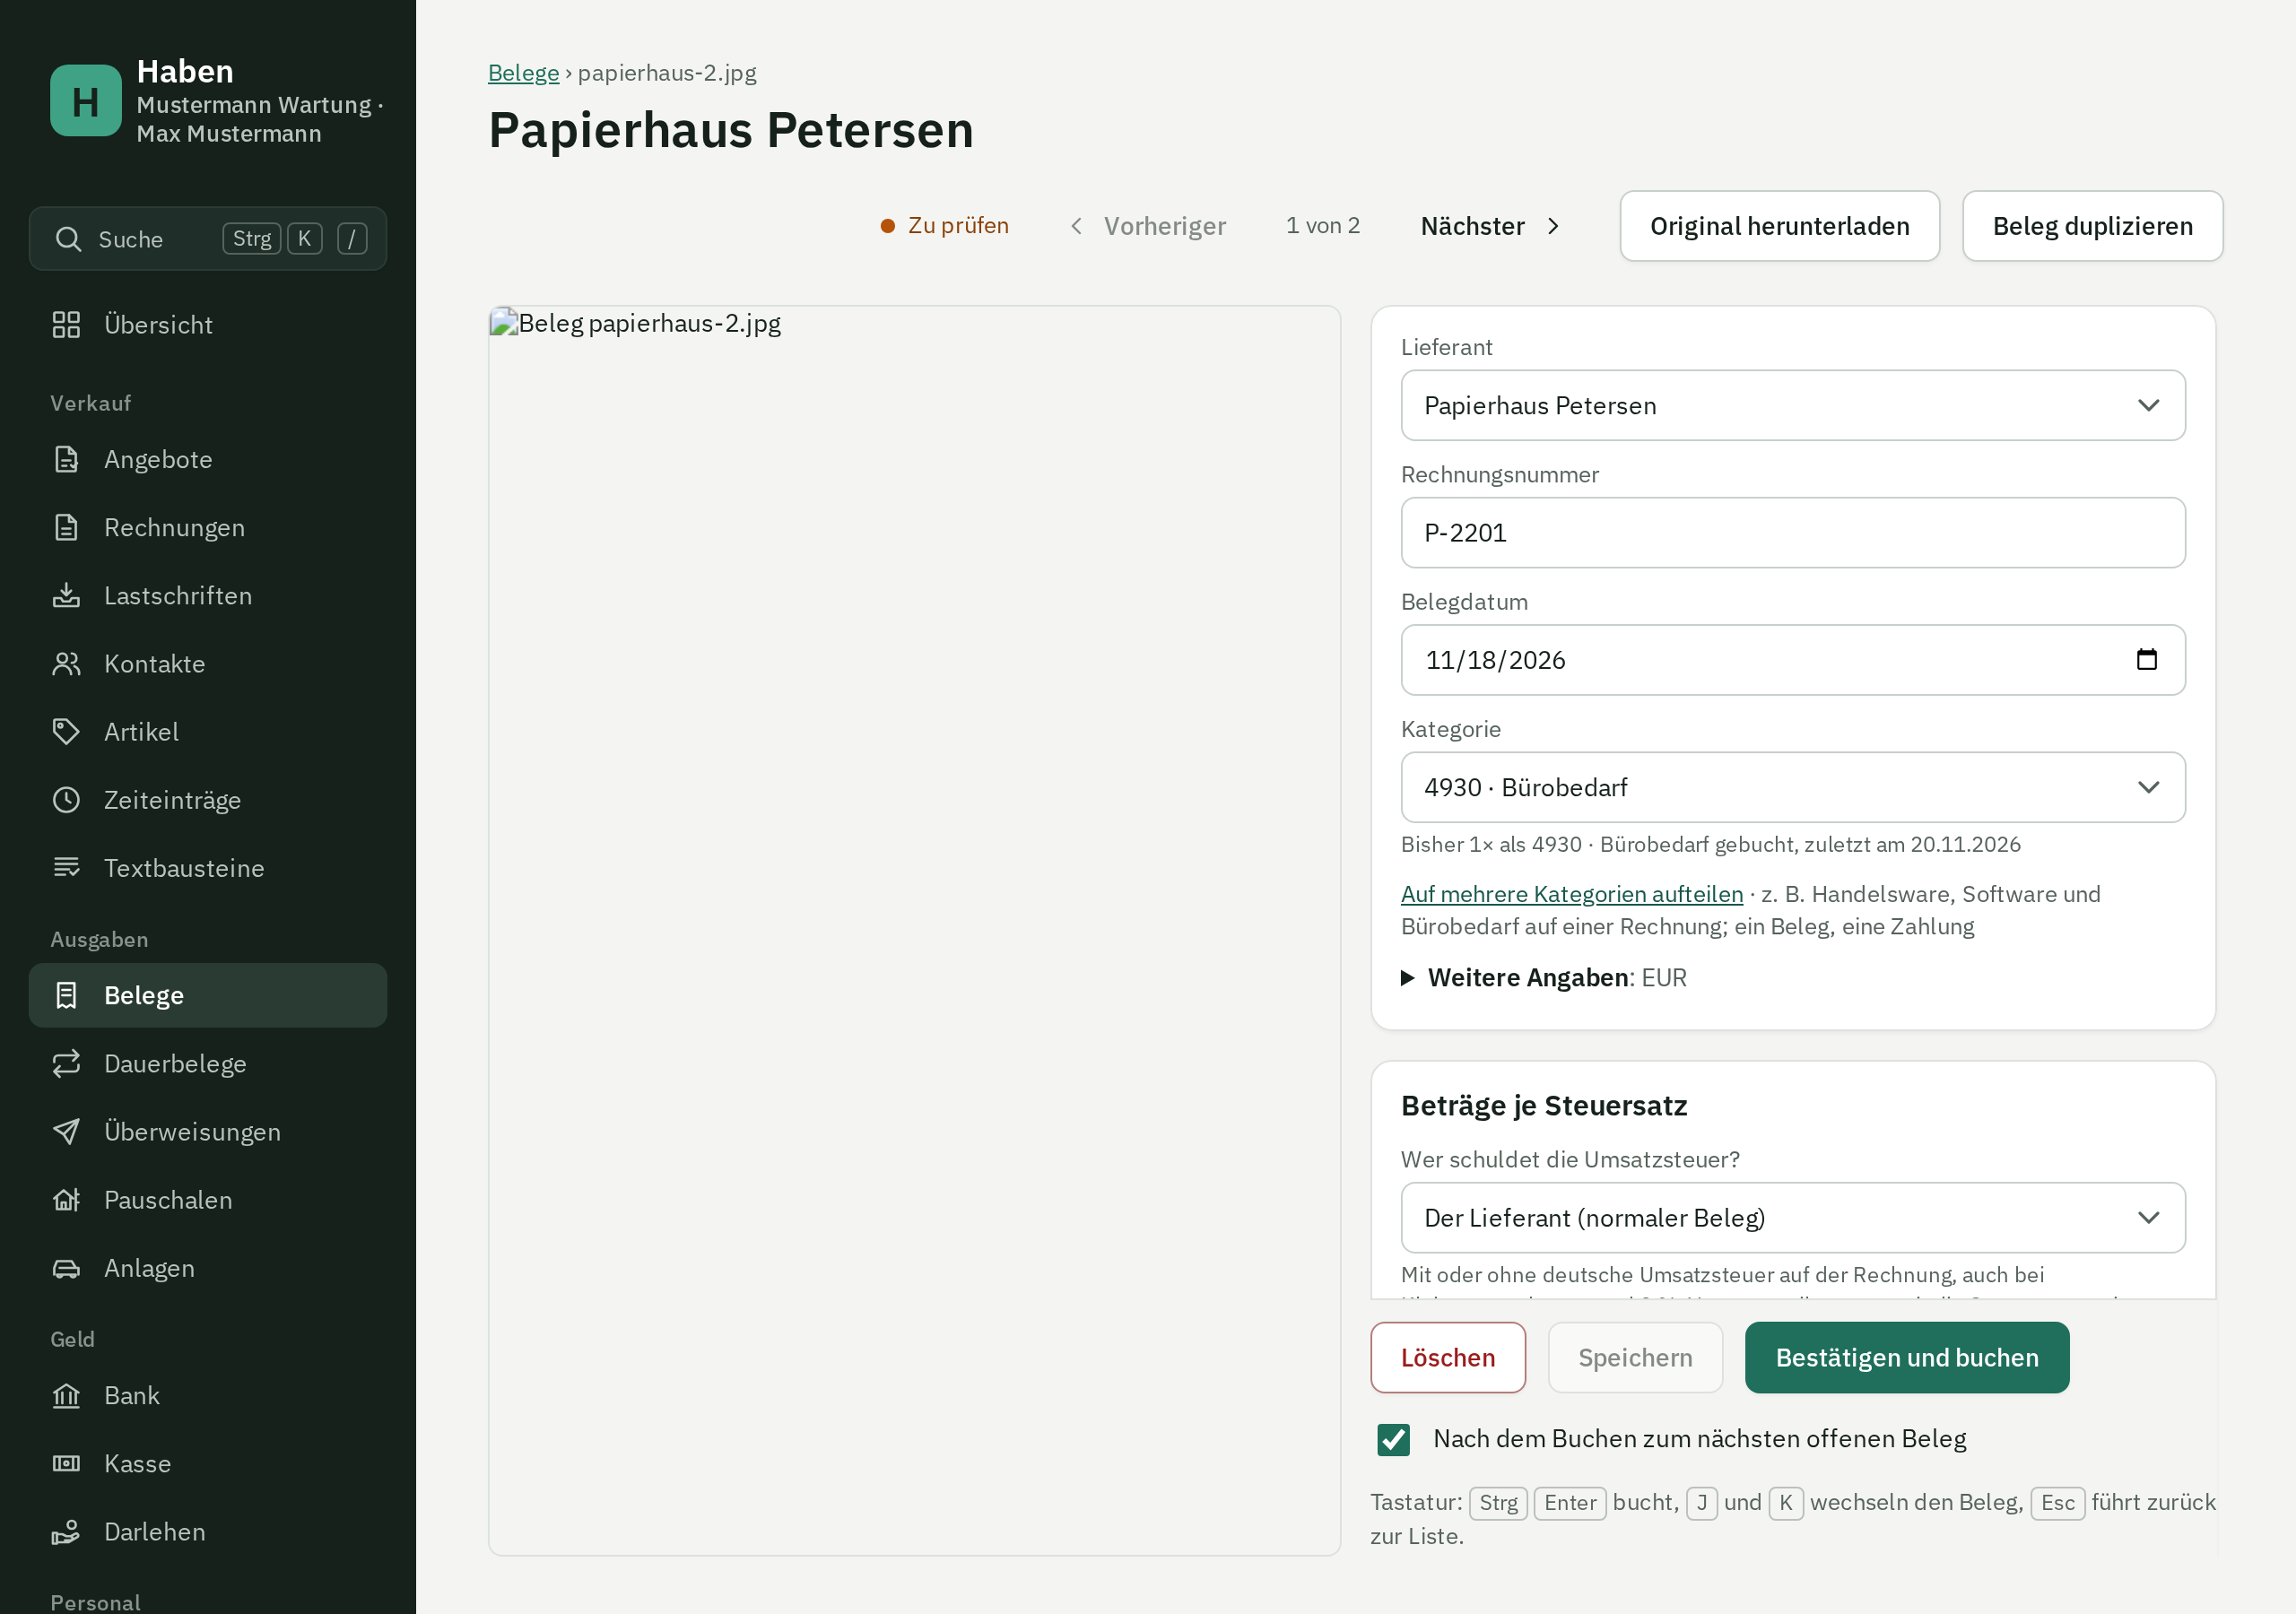 Haben
Mustermann Wartung ·
Max Mustermann
Suche Strg K /
Übersicht
Verkauf
Angebote
Rechnungen
Lastschriften
Kontakte
Artikel
Zeiteinträge
Textbausteine
Ausgaben
Belege
Dauerbelege
Überweisungen
Pauschalen
Anlagen
Geld
Bank
Kasse
Darlehen
Personal
Belege › papierhaus-2.jpg
Papierhaus Petersen
Zu prüfen
Vorheriger
1 von 2
Nächster
Original herunterladen
Beleg duplizieren
Beleg papierhaus-2.jpg
Lieferant
Papierhaus Petersen
Rechnungsnummer
P-2201
Belegdatum
11/18/2026
Kategorie
4930 · Bürobedarf
Bisher 1× als 4930 · Bürobedarf gebucht, zuletzt am 20.11.2026
Auf mehrere Kategorien aufteilen · z. B. Handelsware, Software und
Bürobedarf auf einer Rechnung; ein Beleg, eine Zahlung
Weitere Angaben: EUR
Beträge je Steuersatz
Wer schuldet die Umsatzsteuer?
Der Lieferant (normaler Beleg)
Mit oder ohne deutsche Umsatzsteuer auf der Rechnung, auch bei
Löschen
Speichern
Bestätigen und buchen
Nach dem Buchen zum nächsten offenen Beleg
Tastatur: Strg Enter bucht, J und K wechseln den Beleg, Esc führt zurück
zur Liste.